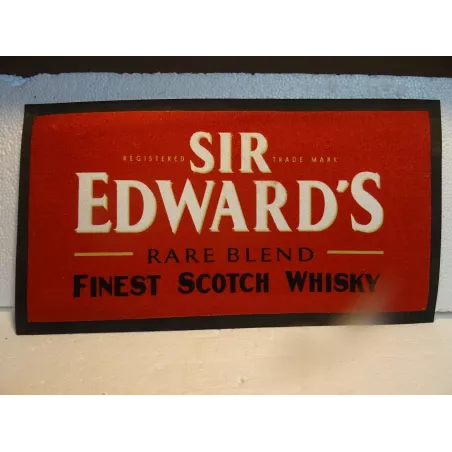 SIR
REGISTERED TRADE MARK
EDWARD'S
RARE BLEND
FINEST SCOTCH WHISKY